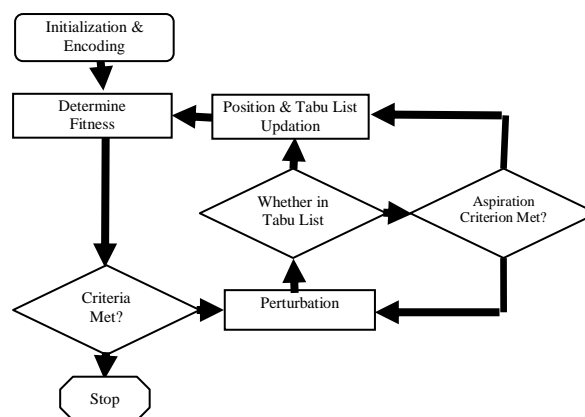 Initialization &
Encoding
Determine
Fitness
Position & Tabu List
Updation
Whether in
Tabu List
Aspiration
Criterion Met?
Criteria
Met?
Perturbation
Stop